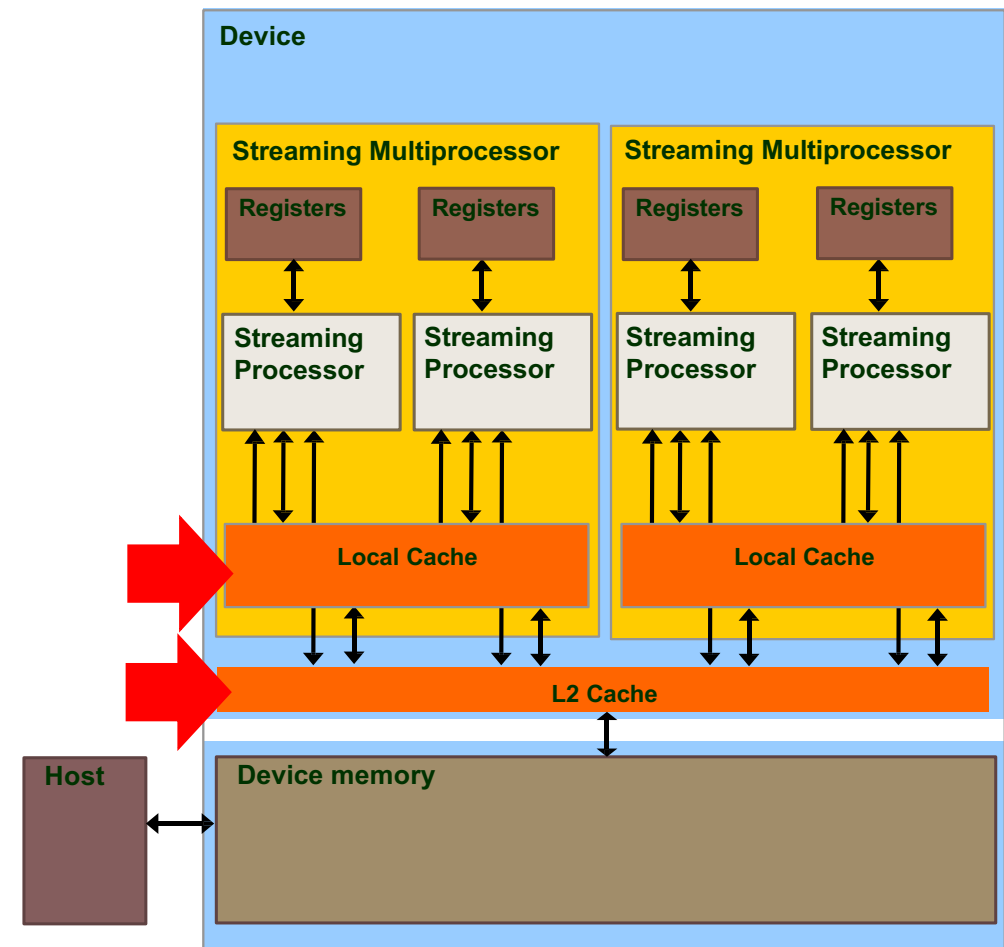 Device
Streaming Multiprocessor
Streaming Multiprocessor
Registers
Registers
Registers
Registers
Streaming
Processor
Streaming
Processor
Streaming
Processor
Streaming
Processor
Local Cache
Local Cache
L2 Cache
Host
Device memory